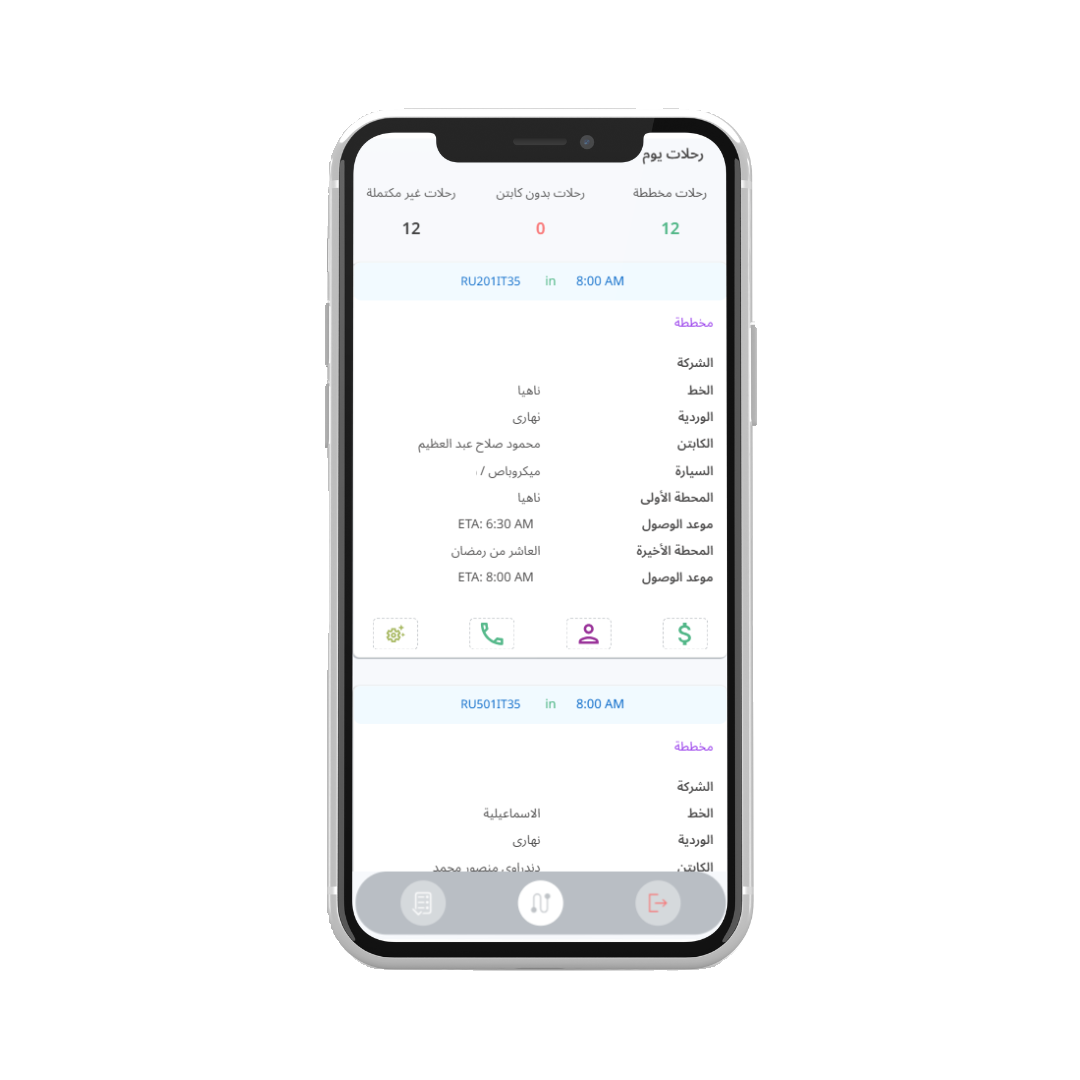 رحلات يوم
رحلات مخططة رحلات بدون كابتن رحلات غير مكتملة
12 0 12
8:00 AM in RU201IT35
مخططة
الشركة
الخط ناهيا
الوردية نهارى
الكابتن محمود صلاح عبد العظيم
السيارة ميكروباص /
المحطة الأولى ناهيا
موعد الوصول ETA: 6:30 AM
المحطة الأخيرة العاشر من رمضان
موعد الوصول ETA: 8:00 AM
8:00 AM in RU501IT35
مخططة
الشركة
الخط الاسماعيلية
الوردية نهارى
الكابتن دندراوى منصور محمد